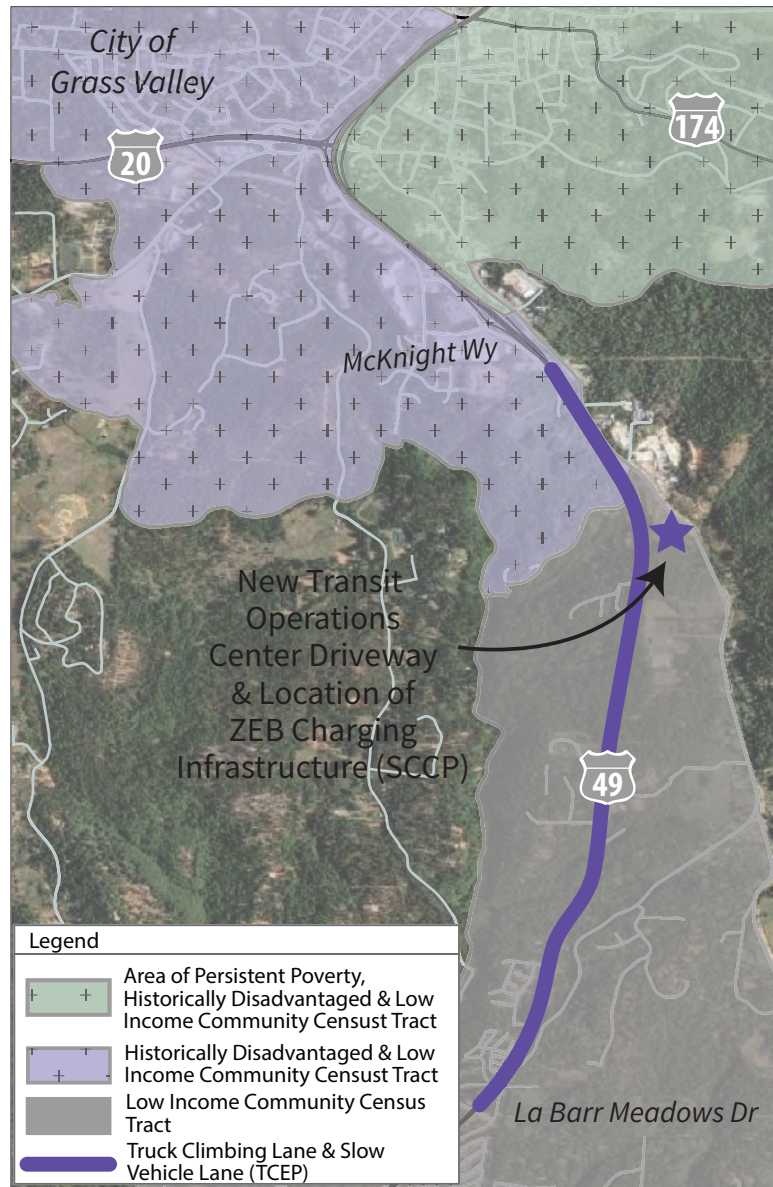 City of
Grass Valley
174
20
McKnight Wy
New Transit
Operations
Center Driveway
& Location of
ZEB Charging
Infrastructure (SCCP)
49
Legend
Area of Persistent Poverty,
Historically Disadvantaged & Low
Income Community Censust Tract
Historically Disadvantaged & Low
Income Community Censust Tract
Low Income Community Census
Tract
Truck Climbing Lane & Slow
Vehicle Lane (TCEP)
La Barr Meadows Dr